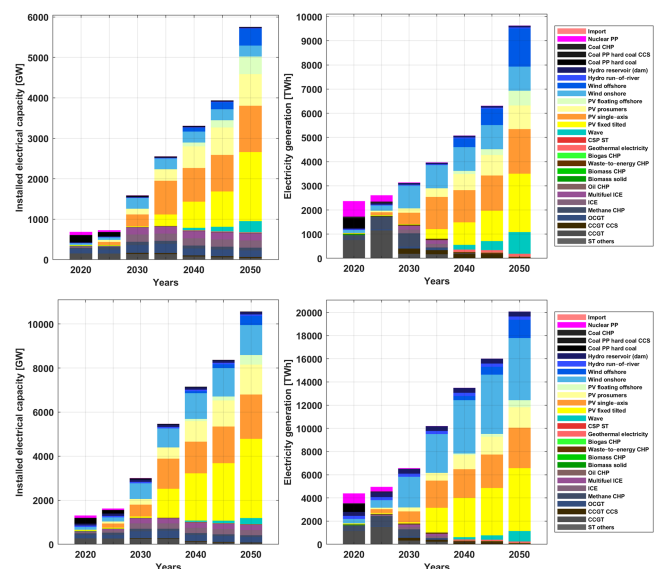 Installed electrical capacity [GW]
6000
5000
4000
3000
2000
1000
0
2020
2030
2040
2050
Years
Electricity generation [TWh]
10000
9000
8000
7000
6000
5000
4000
3000
2000
1000
0
2020
2030
2040
2050
Years
Import
Nuclear PP
Coal CHP
Coal PP hard coal CCS
Coal PP hard coal
Hydro reservoir (dam)
Hydro run-of-river
Wind offshore
Wind onshore
PV floating offshore
PV prosumers
PV single-axis
PV fixed tilted
Wave
CSP ST
Geothermal electricity
Biogas CHP
Waste-to-energy CHP
Biomass CHP
Biomass solid
Oil CHP
Multifuel ICE
ICE
Methane CHP
OCGT
CCGT CCS
CCGT
ST others
Installed electrical capacity [GW]
10000
8000
6000
4000
2000
0
2020
2030
2040
2050
Years
Electricity generation [TWh]
20000
18000
16000
14000
12000
10000
8000
6000
4000
2000
0
2020
2030
2040
2050
Years
Import
Nuclear PP
Coal CHP
Coal PP hard coal CCS
Coal PP hard coal
Hydro reservoir (dam)
Hydro run-of-river
Wind offshore
Wind onshore
PV floating offshore
PV prosumers
PV single-axis
PV fixed tilted
Wave
CSP ST
Geothermal electricity
Biogas CHP
Waste-to-energy CHP
Biomass CHP
Biomass solid
Oil CHP
Multifuel ICE
ICE
Methane CHP
OCGT
CCGT CCS
CCGT
ST others